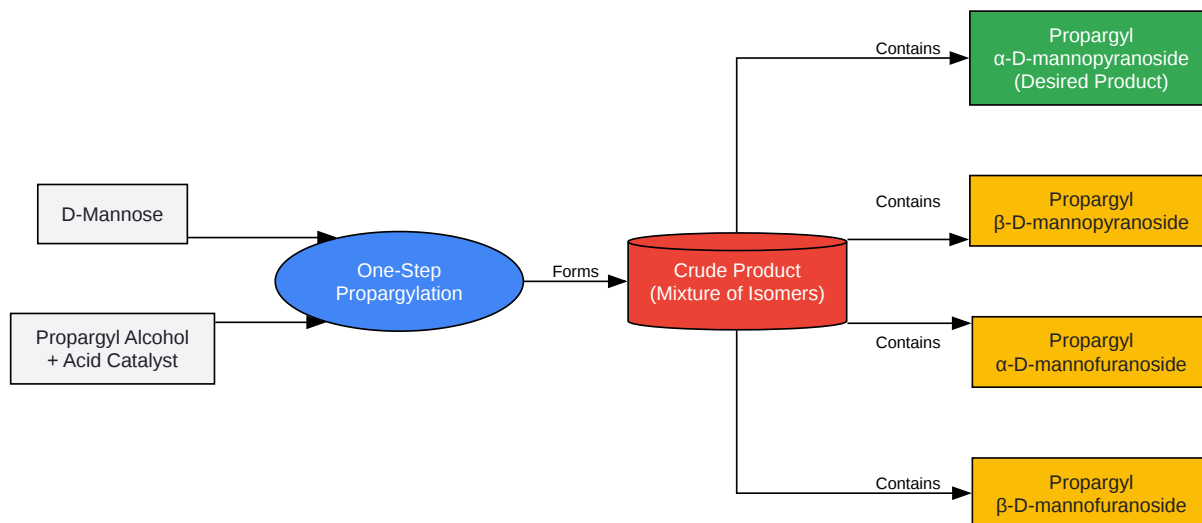 D-Mannose
Propargyl Alcohol
+ Acid Catalyst
One-Step
Propargylation
Forms
Crude Product
(Mixture of Isomers)
Contains
Propargyl
α-D-mannopyranoside
(Desired Product)
Contains
Propargyl
β-D-mannopyranoside
Contains
Propargyl
α-D-mannofuranoside
Contains
Propargyl
β-D-mannofuranoside